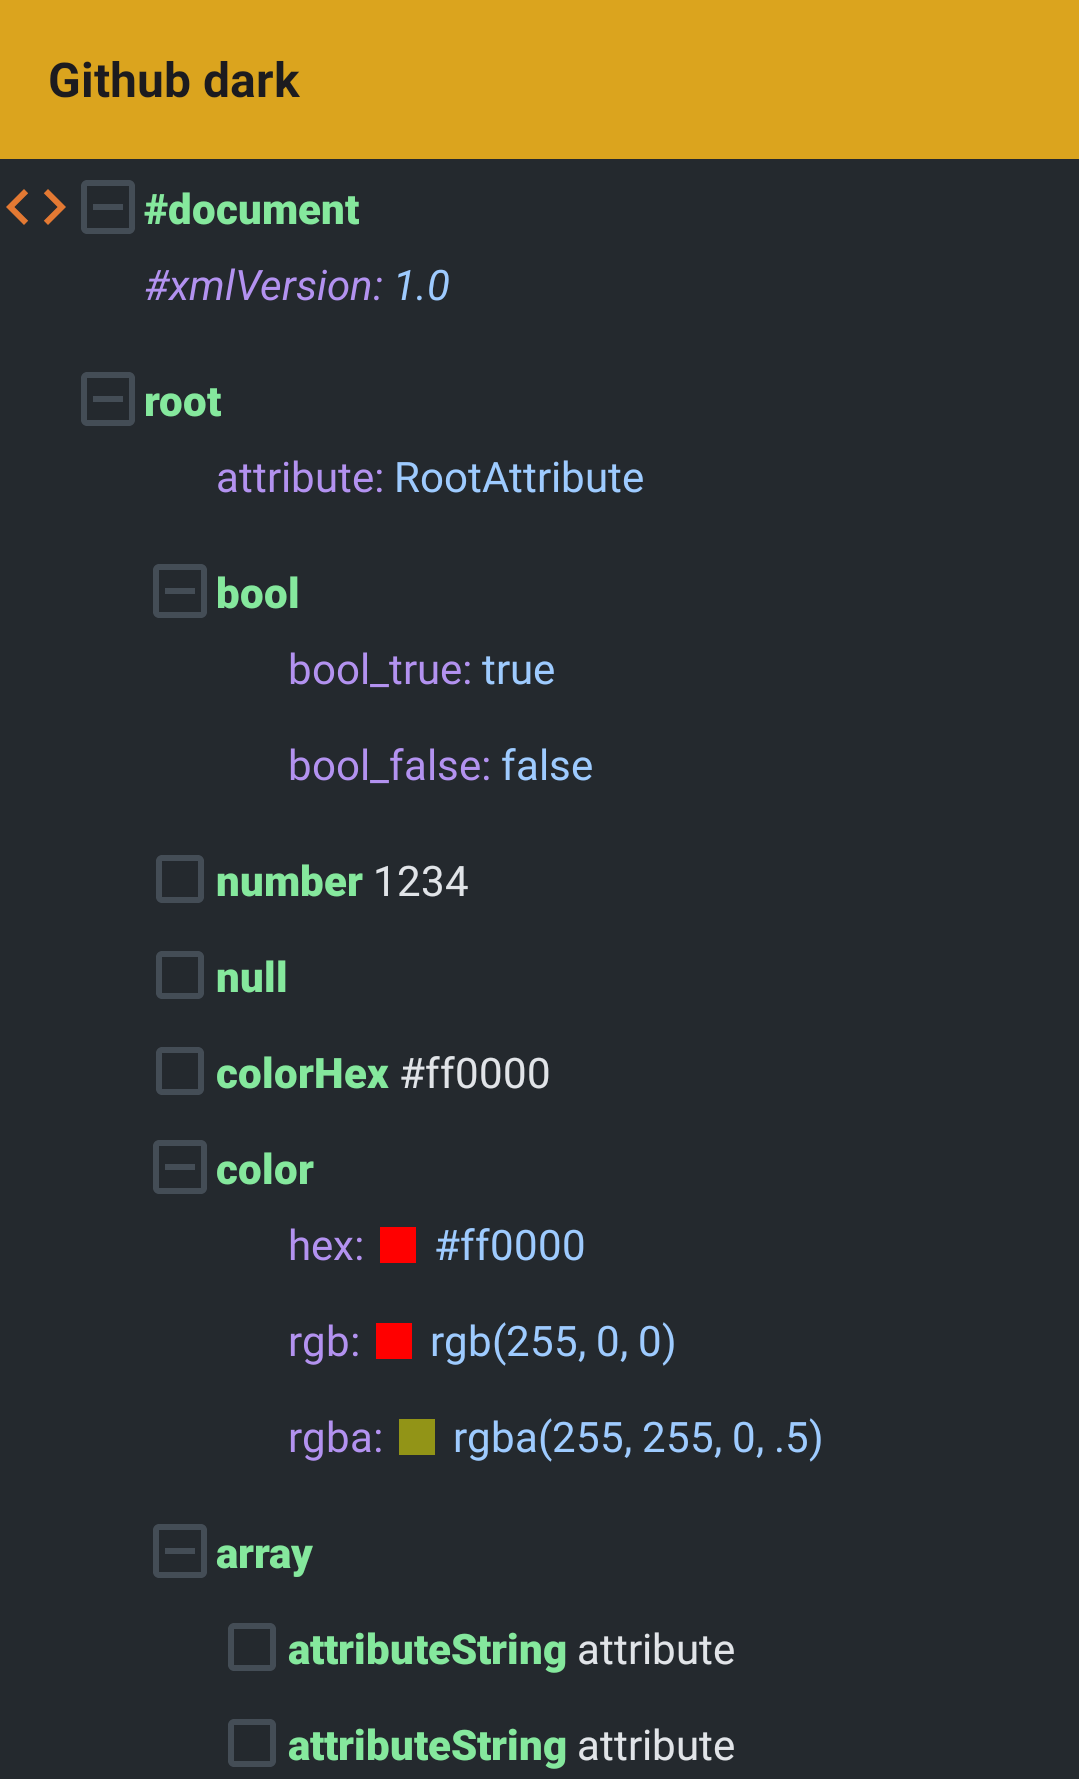 Github dark
#document
#xmlVersion: 1.0
root
attribute: RootAttribute
bool
bool_true: true
bool_false: false
number 1234
null
colorHex #ff0000
color
hex: #ff0000
rgb: rgb(255, 0, 0)
rgba: rgba(255, 255, 0, .5)
array
attributeString attribute
attributeString attribute